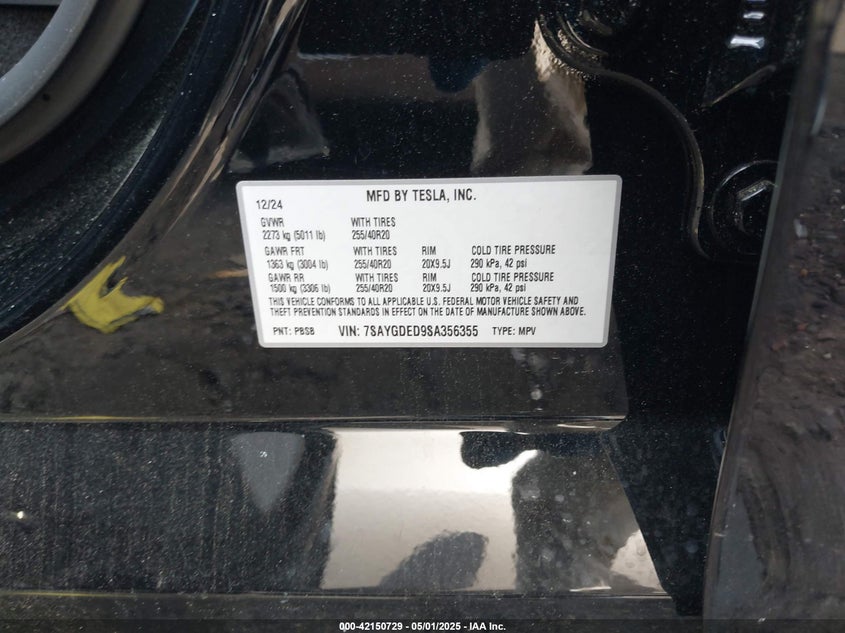 12/24 MFD BY TESLA, INC.
GVWR WITH TIRES
2273 kg (5011 lb) 255/40R20
GAWR FRT WITH TIRES RIM COLD TIRE PRESSURE
1363 kg (3004 lb) 255/40R20 20X9.5J 290 kPa, 42 psi
GAWR RR WITH TIRES RIM COLD TIRE PRESSURE
1500 kg (3306 lb) 255/40R20 20X9.5J 290 kPa, 42 psi
THIS VEHICLE CONFORMS TO ALL APPLICABLE U.S. FEDERAL MOTOR VEHICLE SAFETY AND
THEFT PREVENTION STANDARDS IN EFFECT ON THE DATE OF MANUFACTURE SHOWN ABOVE.
PNT: PBSB VIN: 7SAYGDED9SA356355 TYPE: MPV
000-42150729 - 05/01/2025 - IAA Inc.